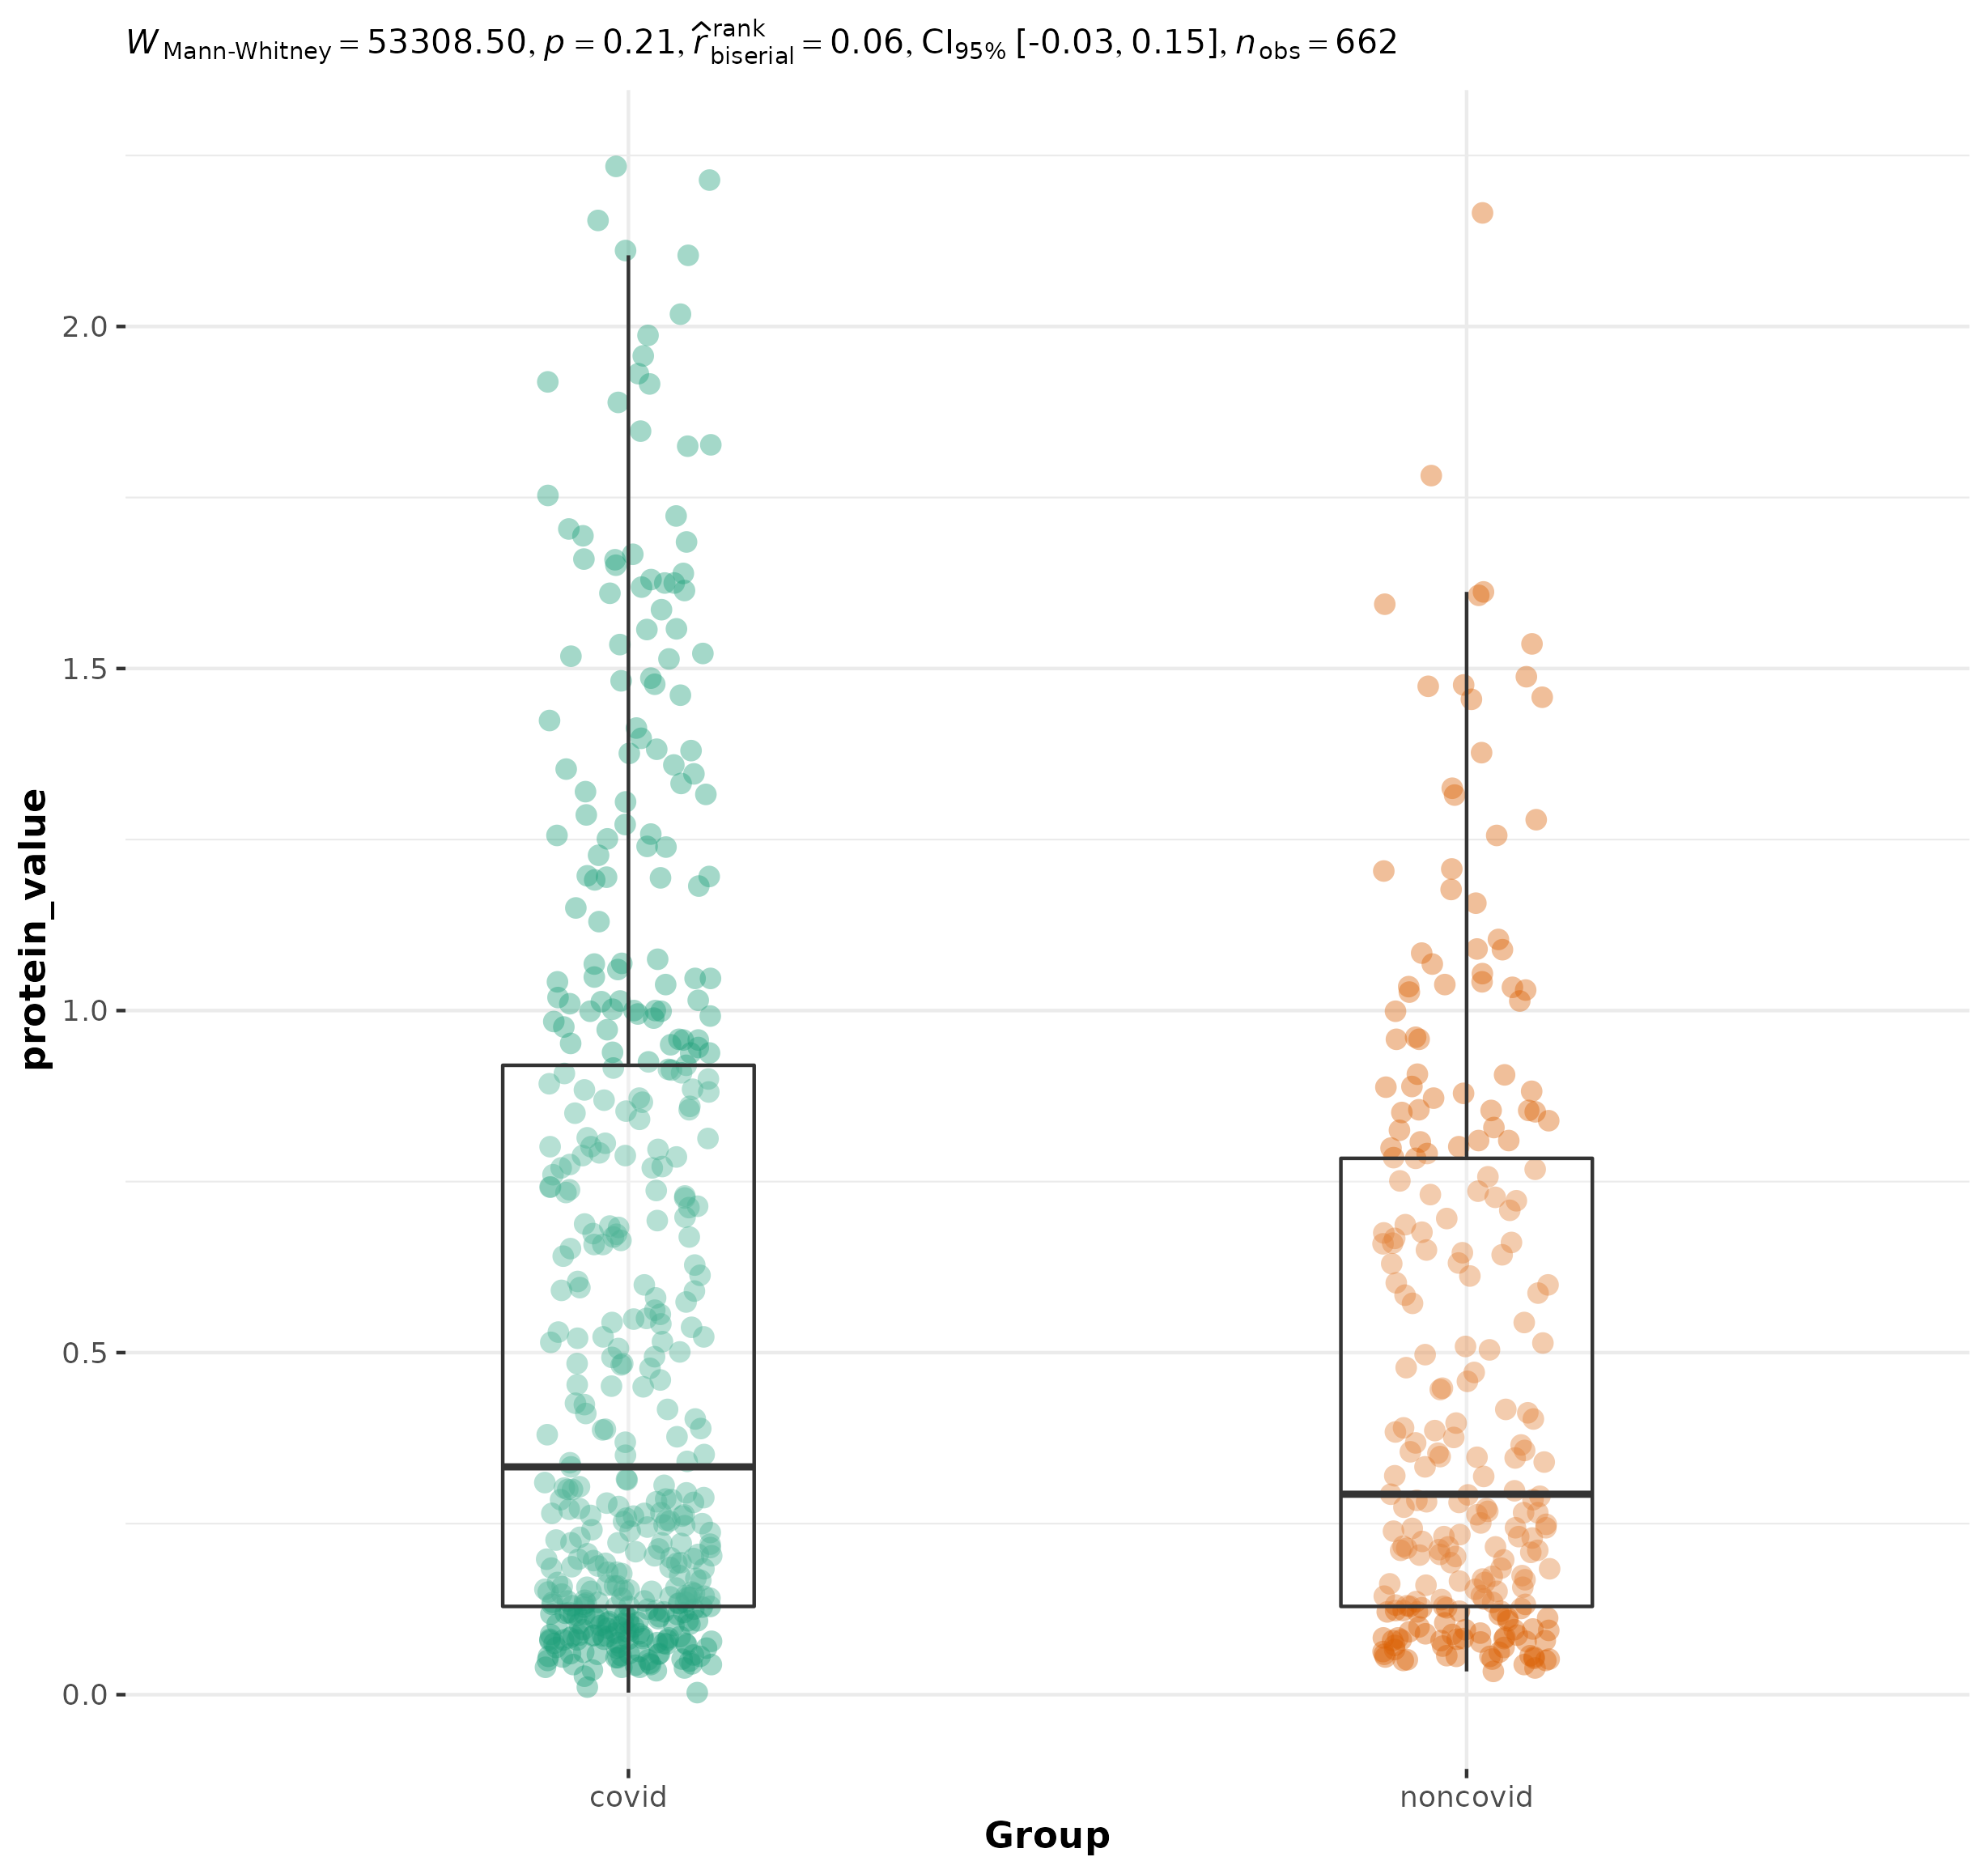 W Mann-Whitney = 53308.50, p = 0.21, r̂ rank biserial = 0.06, CI95% [-0.03, 0.15], n obs = 662
2.0
1.5
1.0
0.5
0.0
protein_value
covid noncovid
Group